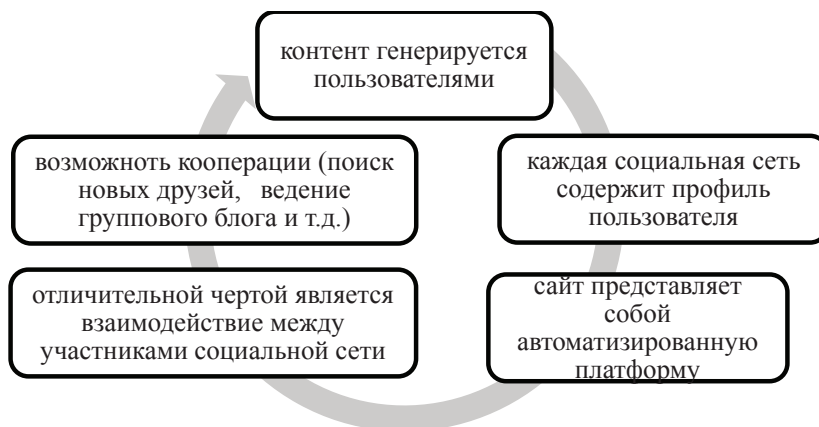 контент генерируется
пользователями
каждая социальная сеть
содержит профиль
пользователя
сайт представляет
собой
автоматизированную
платформу
отличительной чертой является
взаимодействие между
участниками социальной сети
возможноть кооперации (поиск
новых друзей, ведение
группового блога и т.д.)